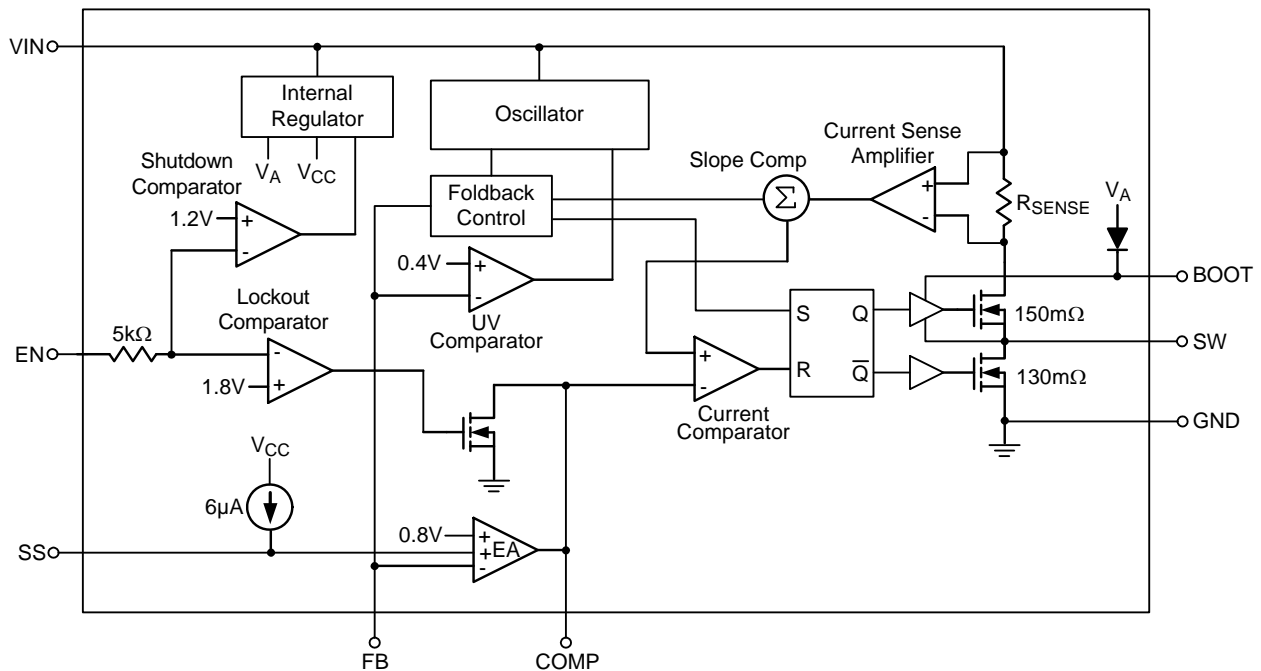 VIN
Internal
Regulator
Oscillator
Current Sense
Amplifier
Shutdown
Comparator
VA
VCC
Slope Comp
Foldback
Control
Σ
+
-
RSENSE
VA
1.2V
+
-
0.4V
+
-
UV
Comparator
BOOT
Lockout
Comparator
S
Q
150mΩ
5kΩ
EN
-
+
1.8V
+
-
Current
Comparator
R
Q̅
SW
130mΩ
GND
VCC
6µA
SS
0.8V
+
+
-
EA
FB
COMP